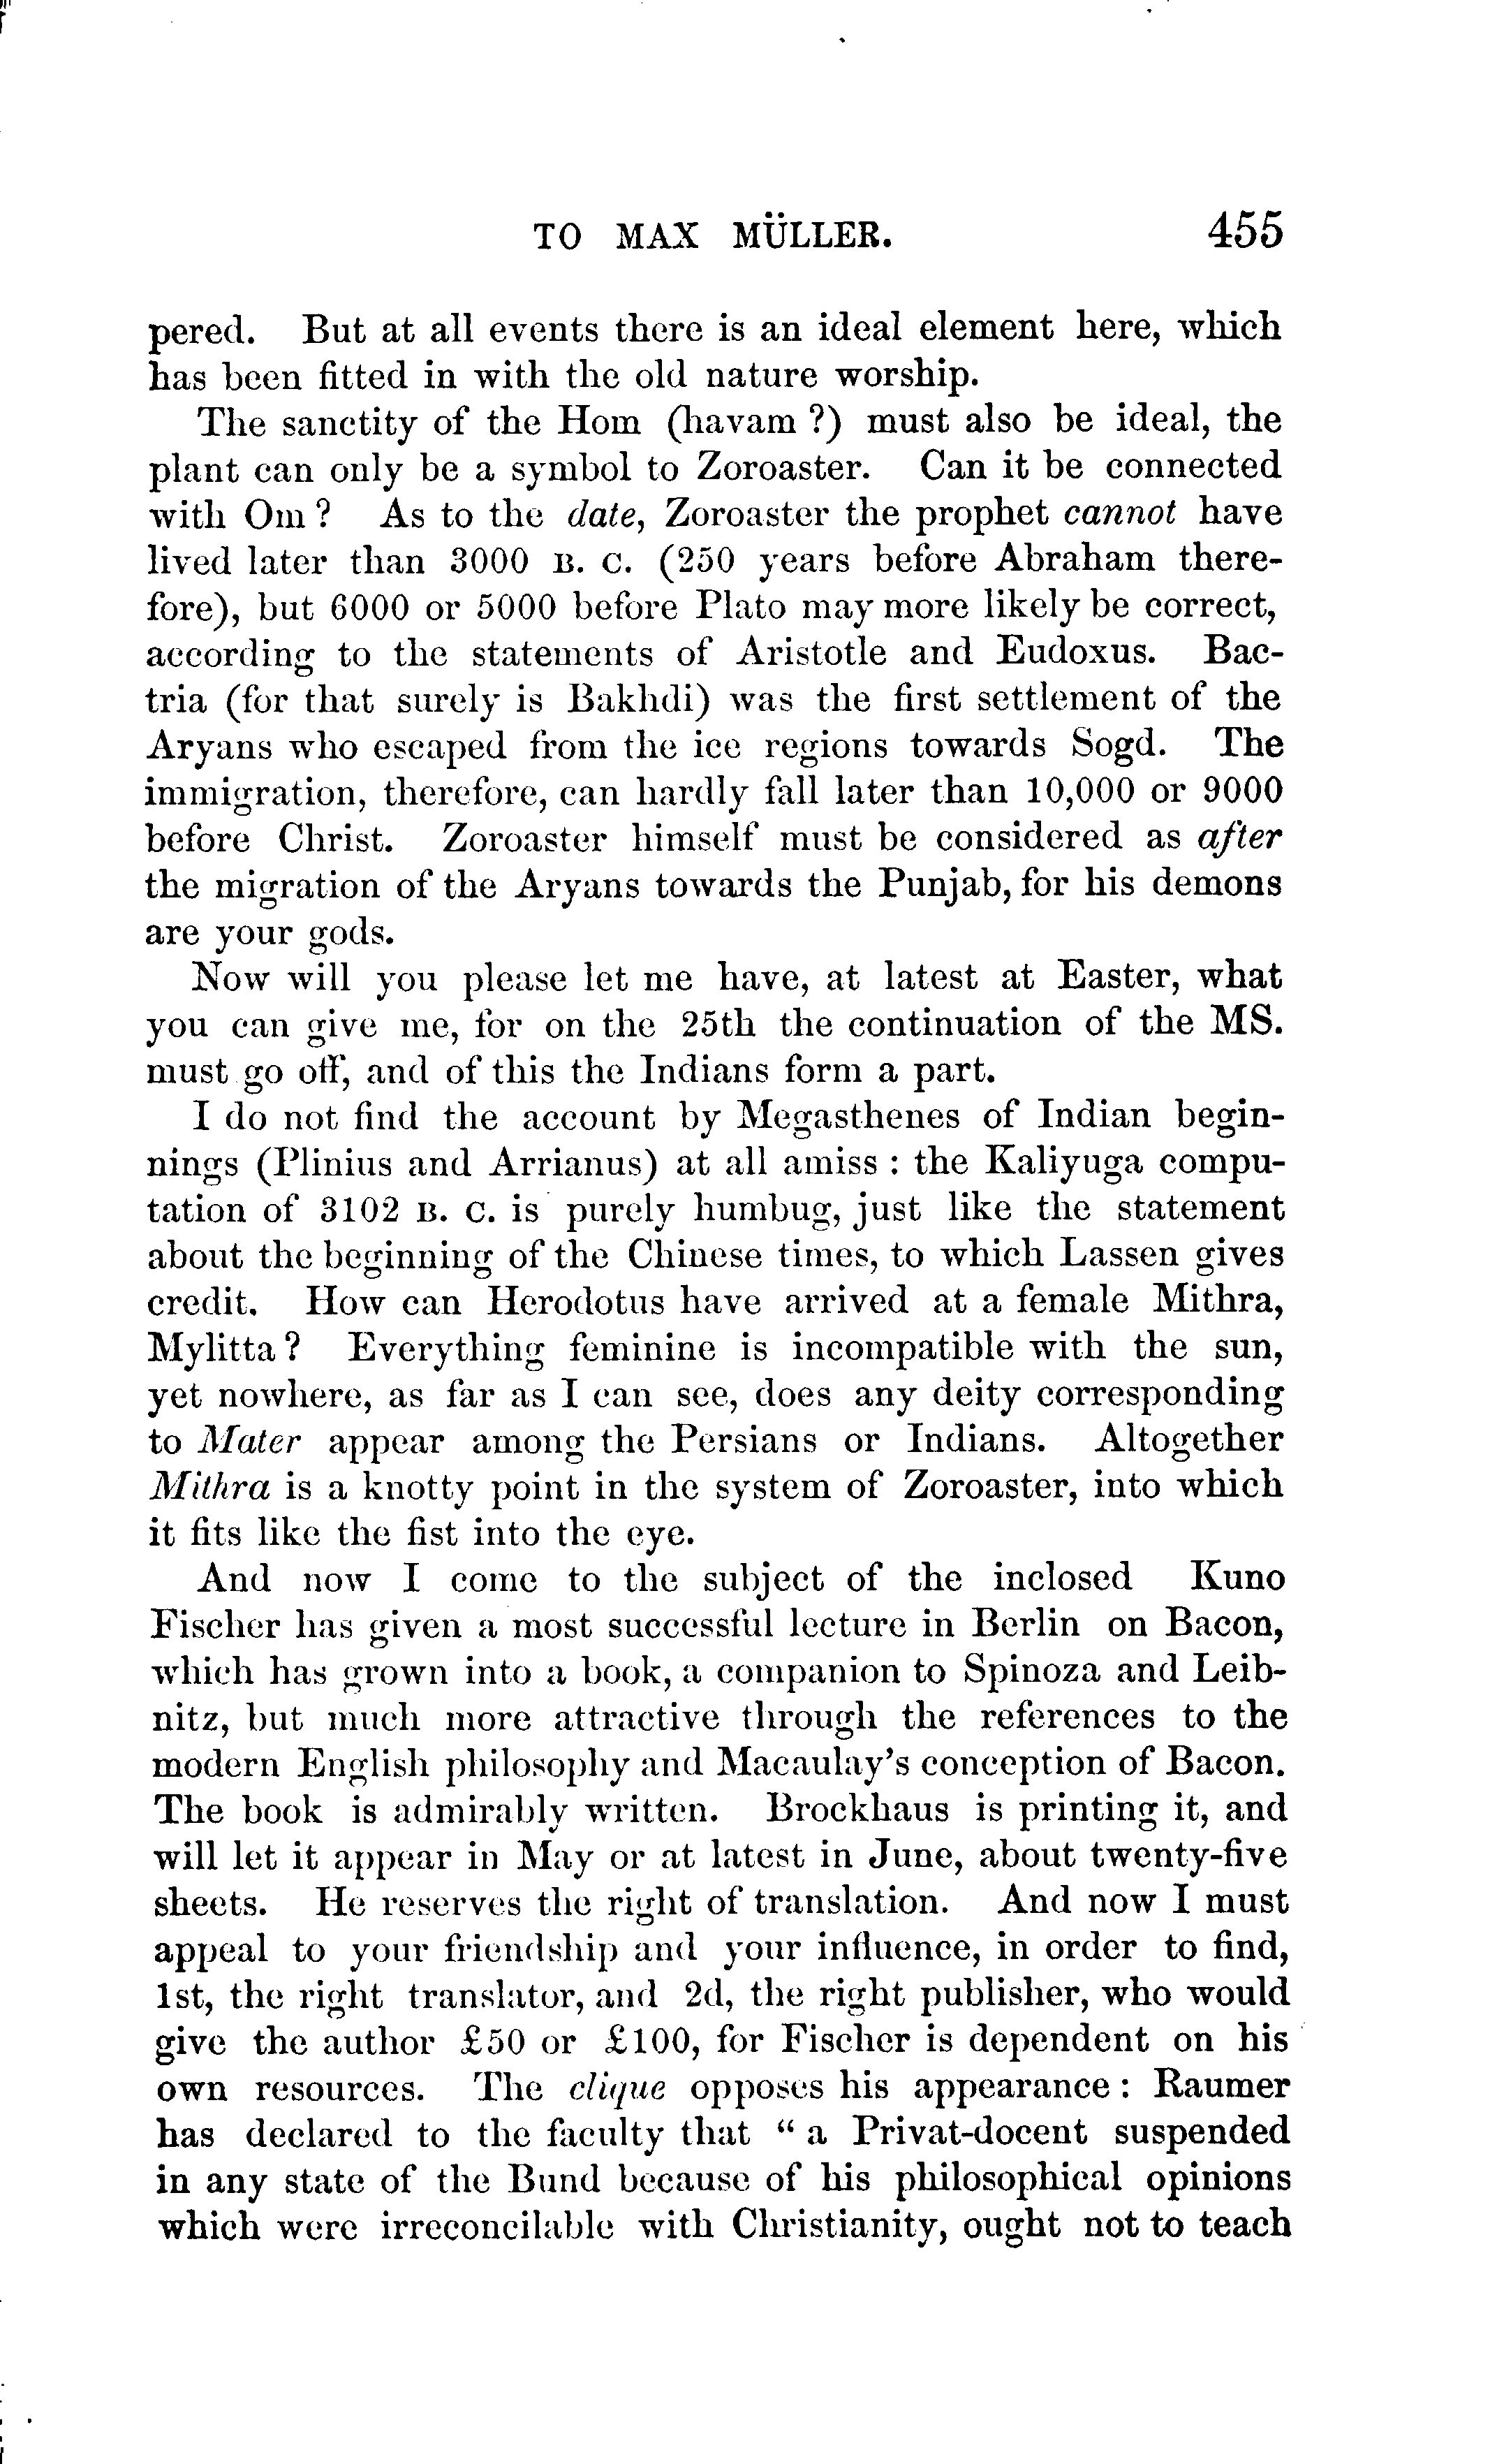 TO MAX MÜLLER. 455
pered. But at all events there is an ideal element here, which
has been fitted in with the old nature worship.
The sanctity of the Hom (havam ?) must also be ideal, the
plant can only be a symbol to Zoroaster. Can it be connected
with Om ? As to the date, Zoroaster the prophet cannot have
lived later than 3000 B. C. (250 years before Abraham there-
fore), but 6000 or 5000 before Plato may more likely be correct,
according to the statements of Aristotle and Eudoxus. Bac-
tria (for that surely is Bakhdi) was the first settlement of the
Aryans who escaped from the ice regions towards Sogd. The
immigration, therefore, can hardly fall later than 10,000 or 9000
before Christ. Zoroaster himself must be considered as after
the migration of the Aryans towards the Punjab, for his demons
are your gods.
Now will you please let me have, at latest at Easter, what
you can give me, for on the 25th the continuation of the MS.
must go off, and of this the Indians form a part.
I do not find the account by Megasthenes of Indian begin-
nings (Plinius and Arrianus) at all amiss : the Kaliyuga compu-
tation of 3102 B. C. is purely humbug, just like the statement
about the beginning of the Chinese times, to which Lassen gives
credit. How can Herodotus have arrived at a female Mithra,
Mylitta ? Everything feminine is incompatible with the sun,
yet nowhere, as far as I can see, does any deity corresponding
to Mater appear among the Persians or Indians. Altogether
Mithra is a knotty point in the system of Zoroaster, into which
it fits like the fist into the eye.
And now I come to the subject of the inclosed Kuno
Fischer has given a most successful lecture in Berlin on Bacon,
which has grown into a book, a companion to Spinoza and Leib-
nitz, but much more attractive through the references to the
modern English philosophy and Macaulay's conception of Bacon.
The book is admirably written. Brockhaus is printing it, and
will let it appear in May or at latest in June, about twenty-five
sheets. He reserves the right of translation. And now I must
appeal to your friendship and your influence, in order to find,
1st, the right translator, and 2d, the right publisher, who would
give the author £50 or £100, for Fischer is dependent on his
own resources. The clique opposes his appearance : Raumer
has declared to the faculty that " a Privat-docent suspended
in any state of the Bund because of his philosophical opinions
which were irreconcilable with Christianity, ought not to teach